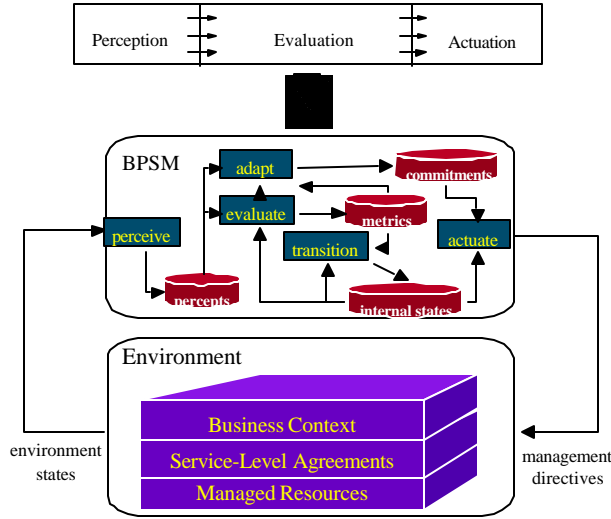 Perception
Evaluation
Actuation
BPSM
adapt
commitments
evaluate
metrics
perceive
transition
actuate
percepts
internal states
Environment
Business Context
Service-Level Agreements
Managed Resources
environment
states
management
directives